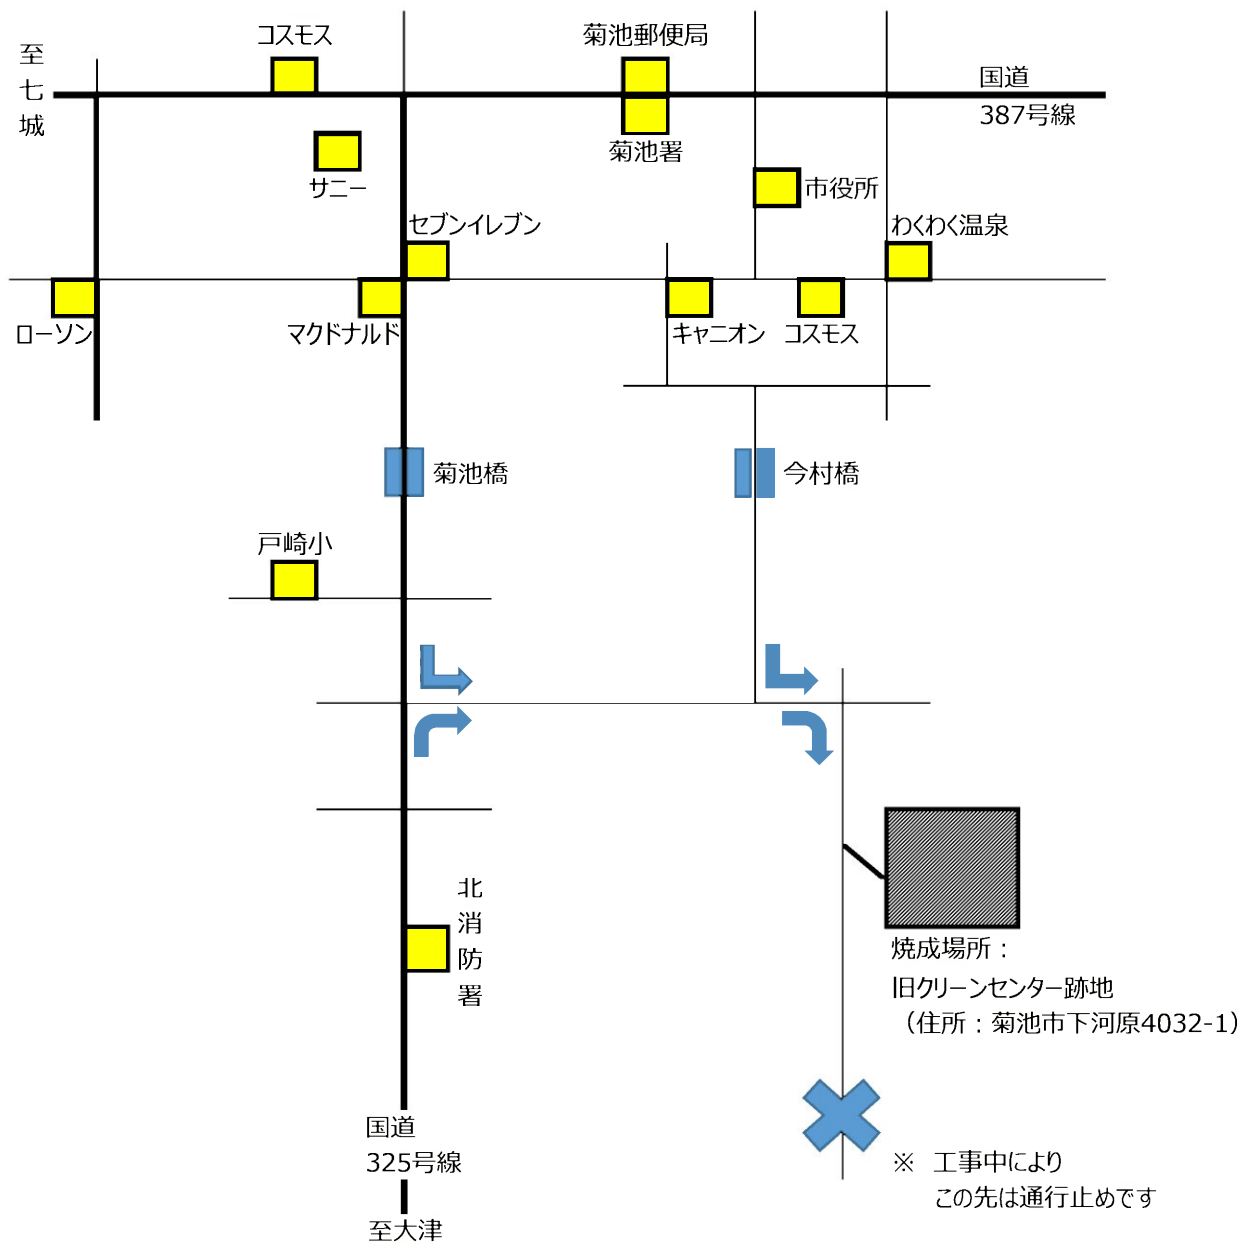 コスモス
菊池郵便局
至七城
国道
387号線
菊池署
サニー
市役所
セブンイレブン
わくわく温泉
ローソン
マクドナルド
キャニオン
コスモス
菊池橋
今村橋
戸崎小
北消防署
焼成場所：
旧クリーンセンター跡地
（住所：菊池市下河原4032-1）
国道
325号線
※　工事中により
この先は通行止めです
至大津